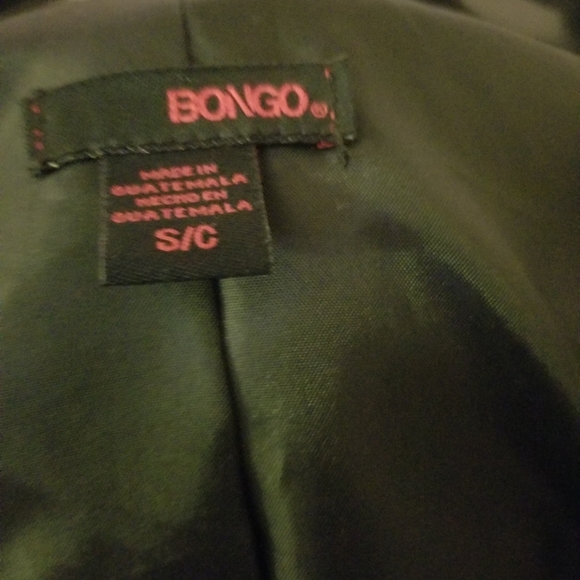 BONGO®
MADE IN
GUATEMALA
HECHO EN
GUATEMALA
S/C